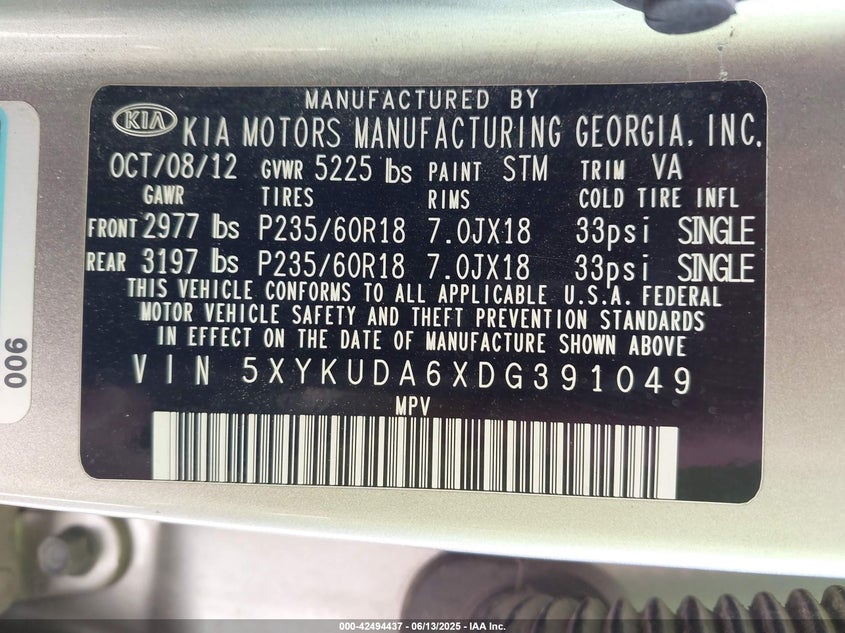 MANUFACTURED BY
KIA KIA MOTORS MANUFACTURING GEORGIA, INC.
OCT/08/12 GVWR 5225 lbs PAINT STM TRIM VA
GAWR TIRES RIMS COLD TIRE INFL
FRONT 2977 lbs P235/60R18 7.0JX18 33psi SINGLE
REAR 3197 lbs P235/60R18 7.0JX18 33psi SINGLE
THIS VEHICLE CONFORMS TO ALL APPLICABLE U.S.A. FEDERAL
MOTOR VEHICLE SAFETY AND THEFT PREVENTION STANDARDS
IN EFFECT ON THE DATE OF MANUFACTURE SHOWN ABOVE
VIN 5XYKUDA6XDG391049
MPV
006
000-42494437 - 06/13/2025 - IAA Inc.